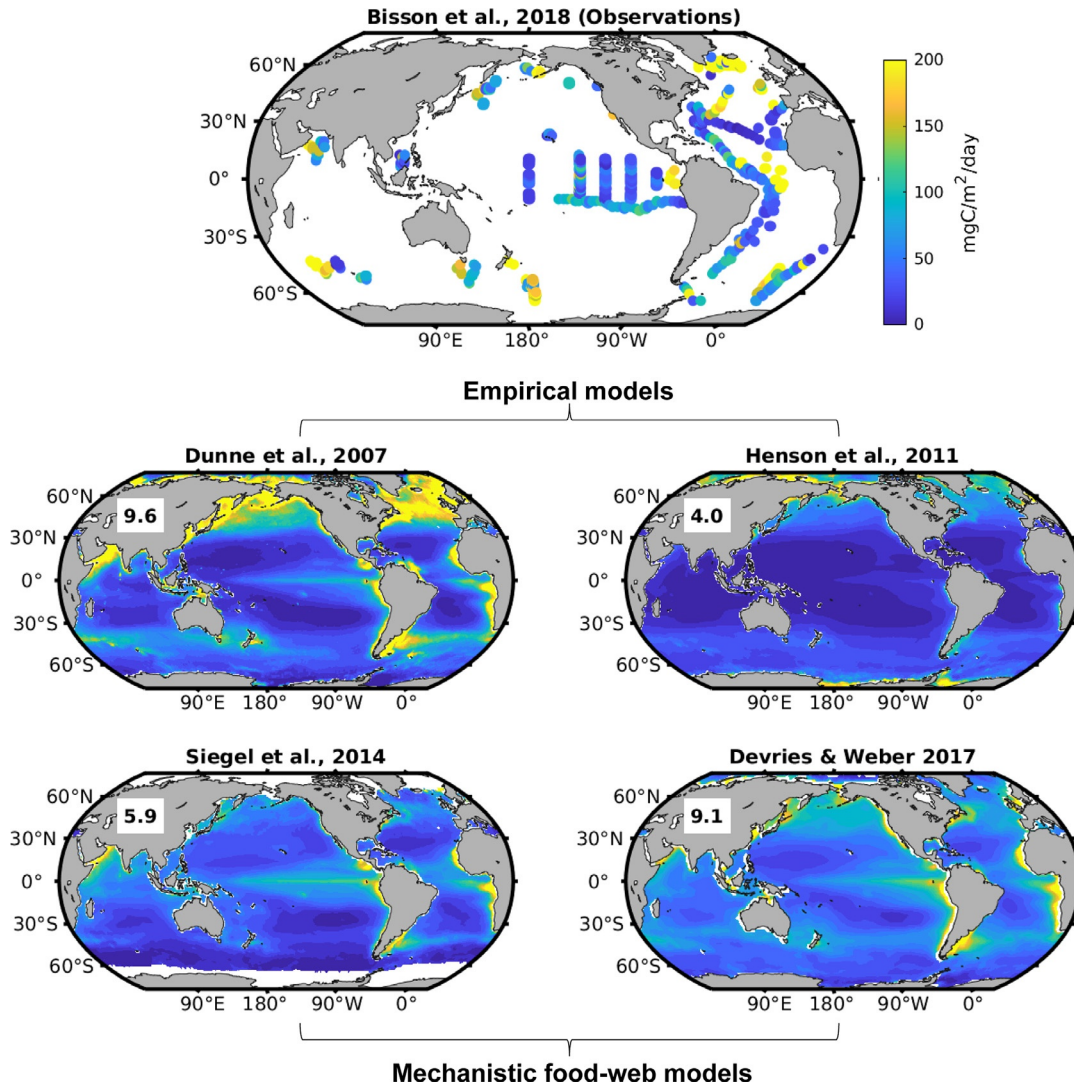 Bisson et al., 2018 (Observations)
60°N
30°N
0°
30°S
60°S
90°E 180° 90°W 0°
200
150
100
50
0
mgC/m²/day
Empirical models
Dunne et al., 2007
9.6
60°N
30°N
0°
30°S
60°S
90°E 180° 90°W 0°
Henson et al., 2011
4.0
60°N
30°N
0°
30°S
60°S
90°E 180° 90°W 0°
Siegel et al., 2014
5.9
60°N
30°N
0°
30°S
60°S
90°E 180° 90°W 0°
Devries & Weber 2017
9.1
60°N
30°N
0°
30°S
60°S
90°E 180° 90°W 0°
Mechanistic food-web models